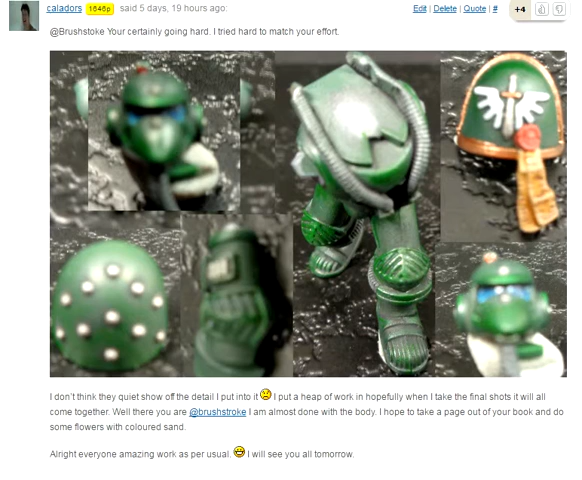 caladors 1646p said 5 days, 19 hours ago: Edit | Delete | Quote | # +4
@Brushstoke Your certainly going hard. I tried hard to match your effort.
I don't think they quiet show off the detail I put into it I put a heap of work in hopefully when I take the final shots it will all
come together. Well there you are @brushstroke I am almost done with the body. I hope to take a page out of your book and do
some flowers with coloured sand.
Alright everyone amazing work as per usual. I will see you all tomorrow.